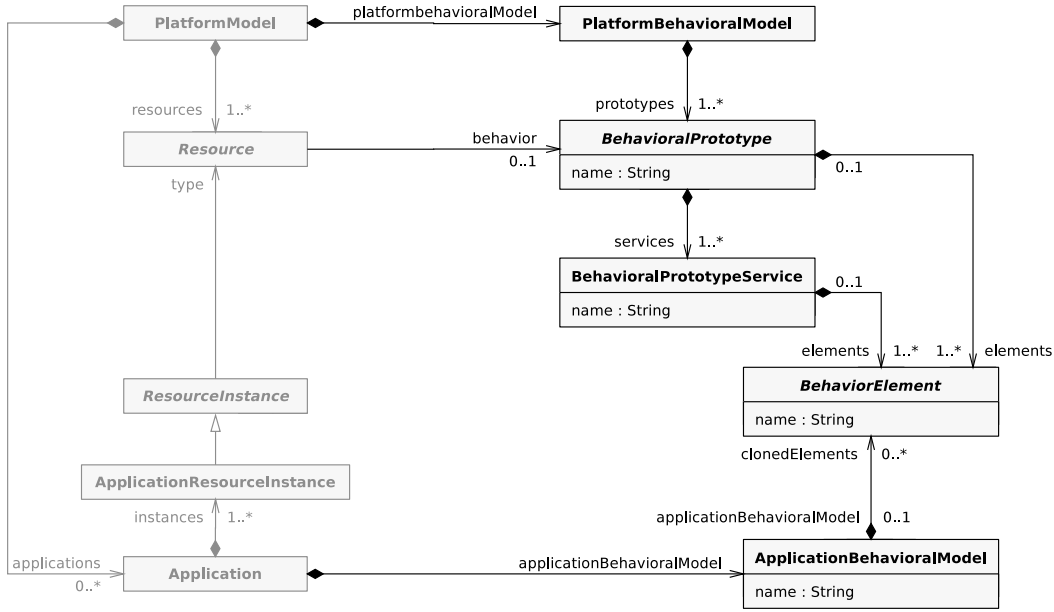 PlatformModel
platformbehavioralModel
PlatformBehavioralModel
resources 1..*
prototypes 1..*
Resource
type
behavior
0..1
BehavioralPrototype
name : String
0..1
services 1..*
BehavioralPrototypeService
name : String
0..1
elements 1..*
1..* elements
ResourceInstance
BehaviorElement
name : String
clonedElements 0..*
ApplicationResourceInstance
instances 1..*
applicationBehavioralModel 0..1
applications
0..*
Application
applicationBehavioralModel
ApplicationBehavioralModel
name : String